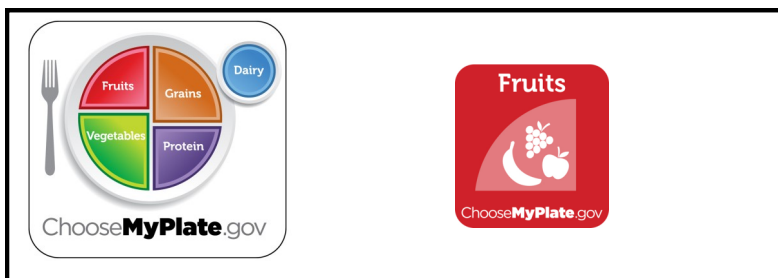 Fruits
Grains
Dairy
Vegetables
Protein
ChooseMyPlate.gov
Fruits
ChooseMyPlate.gov